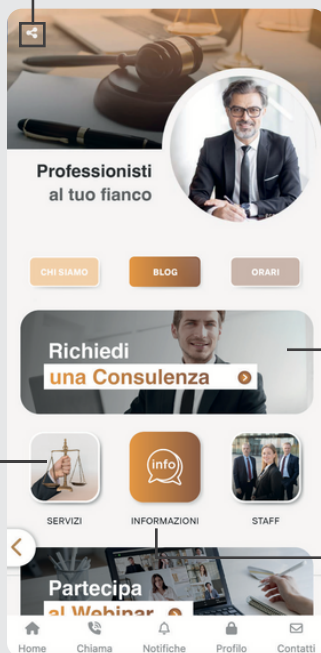 Professionisti
al tuo fianco
CHI SIAMO
BLOG
ORARI
Richiedi
una Consulenza
info
SERVIZI
INFORMAZIONI
STAFF
Partecipa
al Webinar
Home
Chiama
Notifiche
Profilo
Contatti